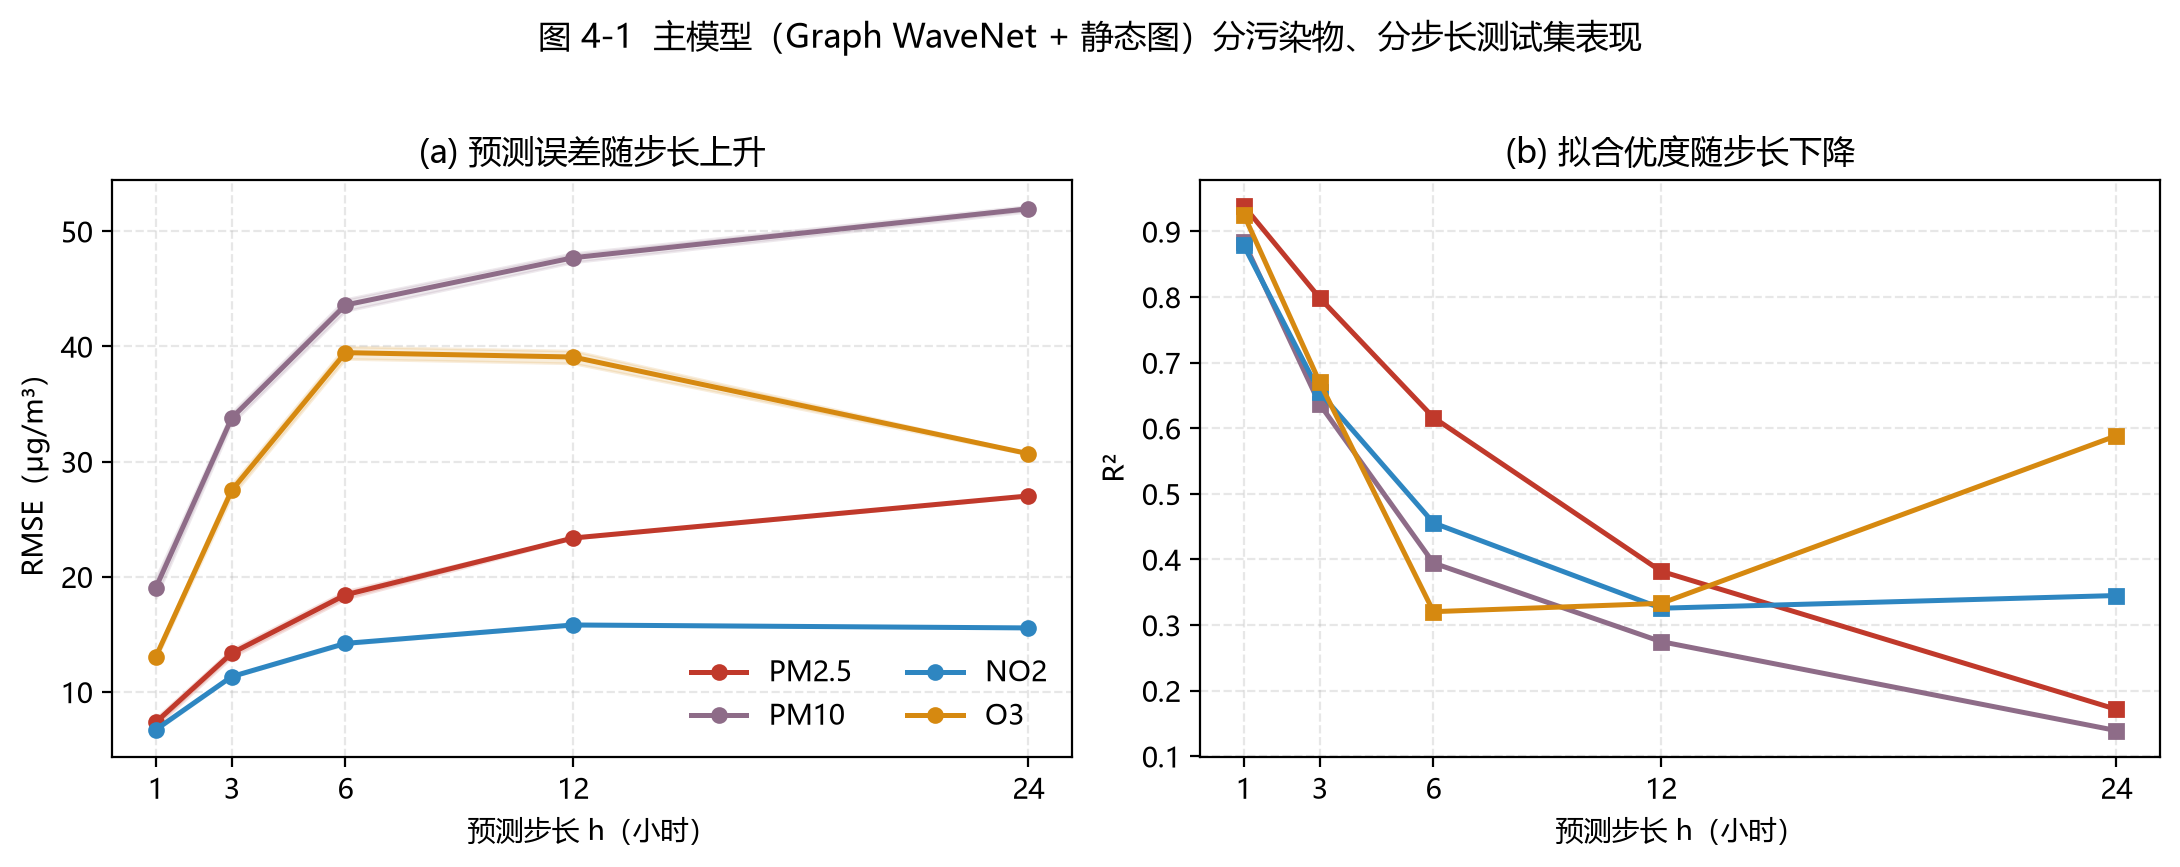 图 4-1 主模型（Graph WaveNet + 静态图）分污染物、分步长测试集表现
(a) 预测误差随步长上升
RMSE（μg/m³）
50
40
30
20
10
PM2.5
PM10
NO2
O3
1 3 6 12 24
预测步长 h（小时）
(b) 拟合优度随步长下降
R²
0.9
0.8
0.7
0.6
0.5
0.4
0.3
0.2
0.1
1 3 6 12 24
预测步长 h（小时）